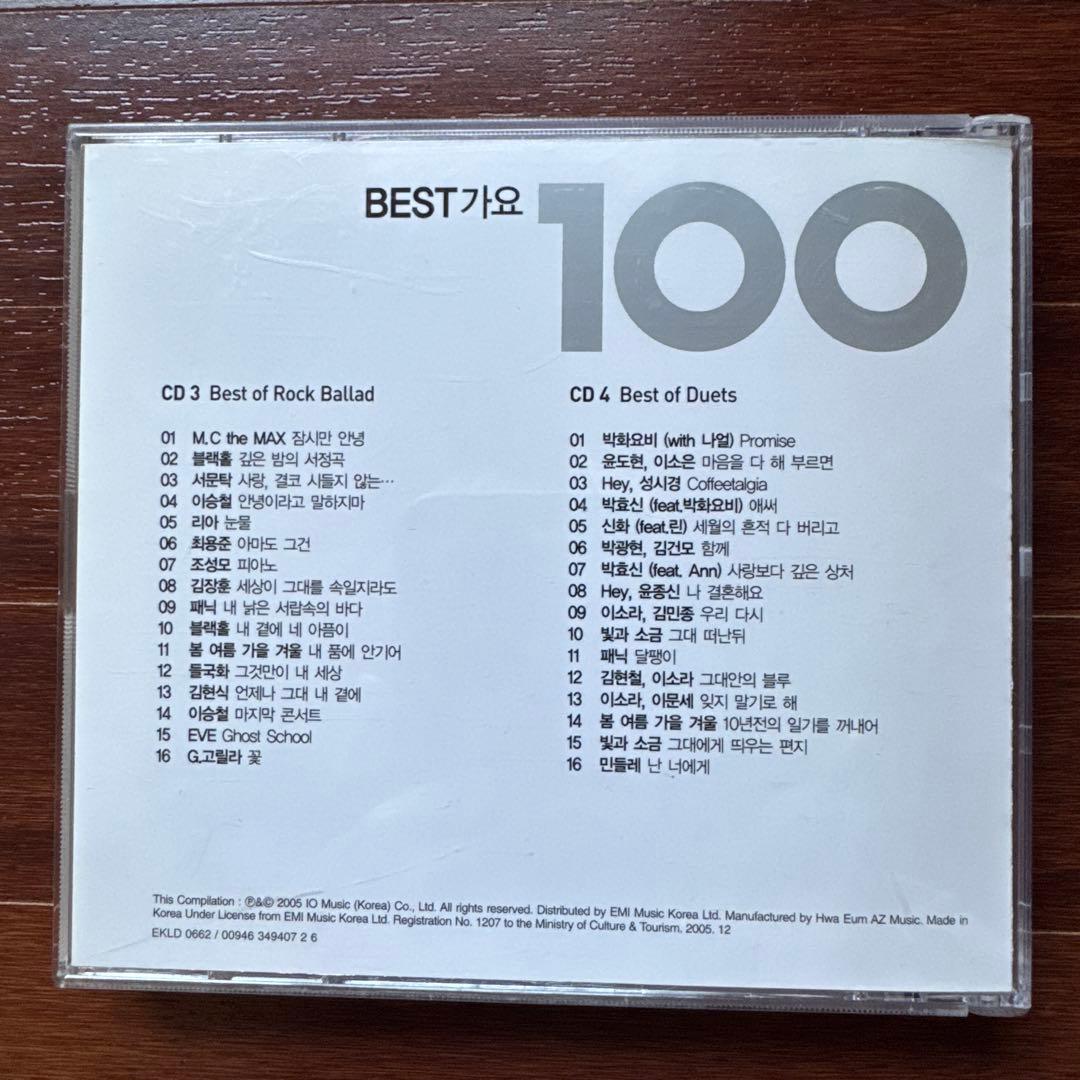 BEST 가요 100
CD 3 Best of Rock Ballad
01 M.C the MAX 잠시만 안녕
02 블랙홀 깊은 밤의 서정곡
03 서문탁 사랑, 결코 시들지 않는…
04 이승철 안녕이라고 말하지마
05 리아 눈물
06 최용준 아마도 그건
07 조성모 피아노
08 김장훈 세상이 그대를 속일지라도
09 패닉 내 낡은 서랍속의 바다
10 블랙홀 내 곁에 네 아픔이
11 봄 여름 가을 겨울 내 품에 안기어
12 들국화 그것만이 내 세상
13 김현식 언제나 그대 내 곁에
14 이승철 마지막 콘서트
15 EVE Ghost School
16 G.고릴라 꽃
CD 4 Best of Duets
01 박화요비 (with 나얼) Promise
02 윤도현, 이소은 마음을 다 해 부르면
03 Hey, 성시경 Coffeetalgia
04 박효신 (feat.박화요비) 애써
05 신화 (feat.린) 세월의 흔적 다 버리고
06 박광현, 김건모 함께
07 박효신 (feat. Ann) 사랑보다 깊은 상처
08 Hey, 윤종신 나 결혼해요
09 이소라, 김민종 우리 다시
10 빛과 소금 그대 떠난뒤
11 패닉 달팽이
12 김현철, 이소라 그대안의 블루
13 이소라, 이문세 잊지 말기로 해
14 봄 여름 가을 겨울 10년전의 일기를 꺼내어
15 빛과 소금 그대에게 띄우는 편지
16 민들레 난 너에게
This Compilation : ℗&© 2005 IO Music (Korea) Co., Ltd. All rights reserved. Distributed by EMI Music Korea Ltd. Manufactured by Hwa Eum AZ Music. Made in
Korea Under License from EMI Music Korea Ltd. Registration No. 1207 to the Ministry of Culture & Tourism. 2005. 12
EKLD 0662 / 00946 349407 2 6